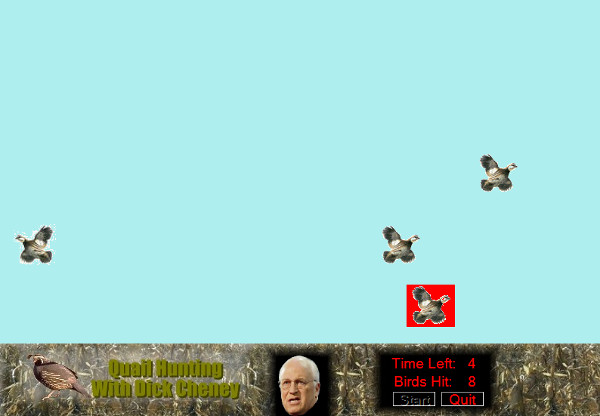 Quail Hunting
With Dick Cheney
Time Left: 4
Birds Hit: 8
Start Quit